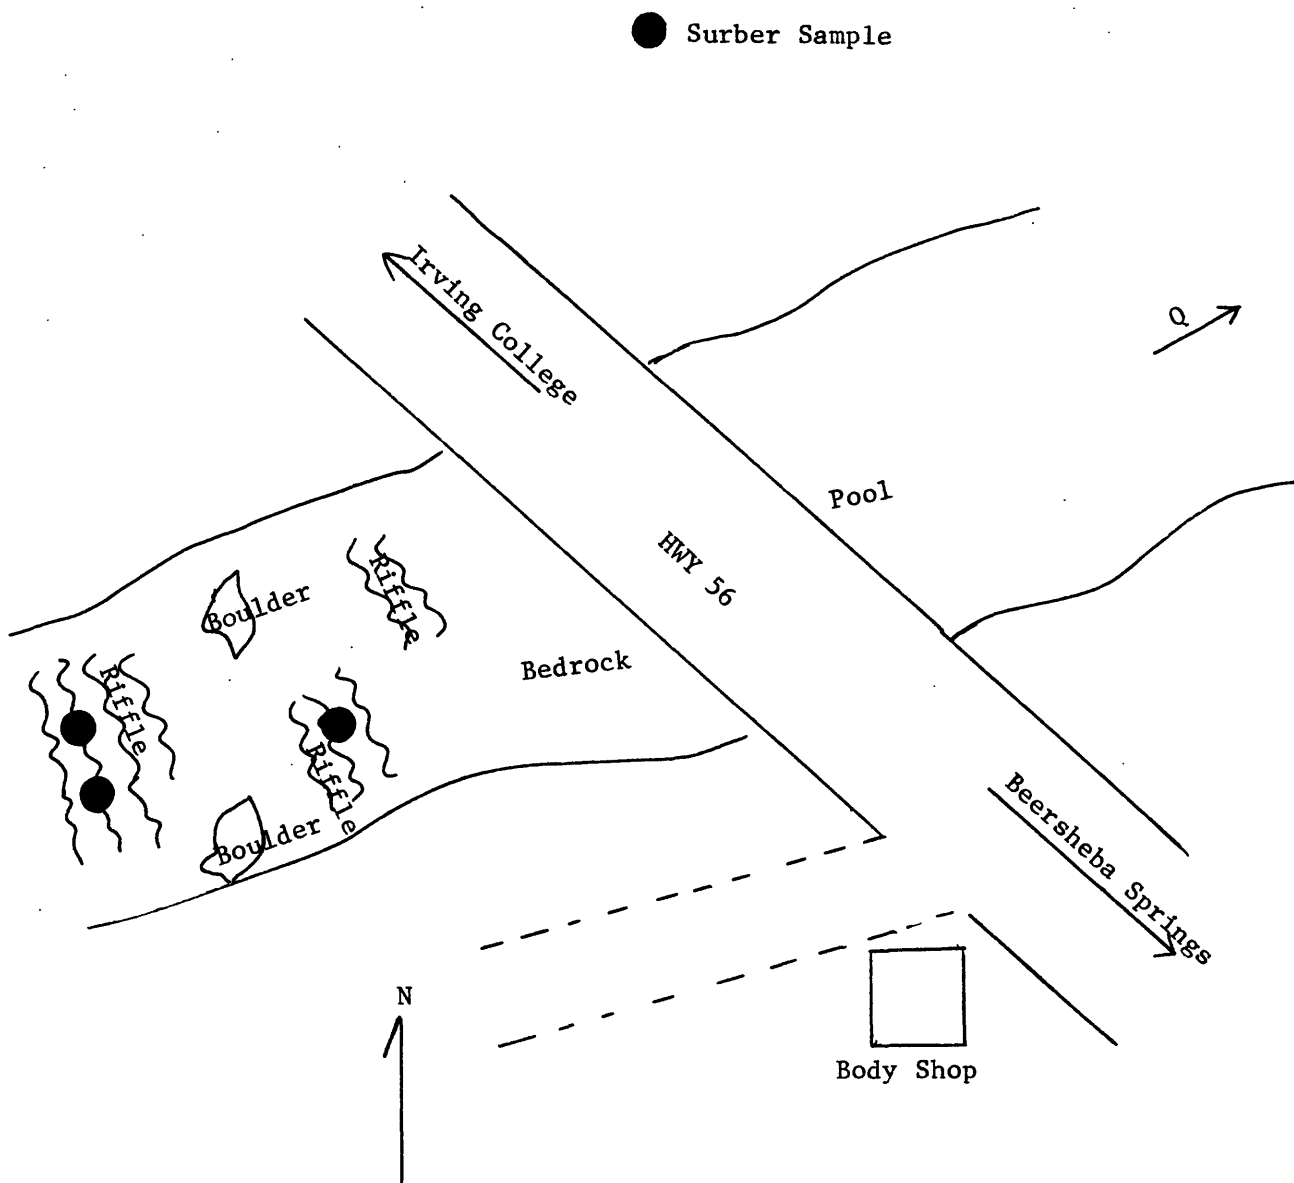 Surber Sample
Irving College
Q
Pool
HWY 56
Riffle
Boulder
Bedrock
Riffle
Riffle
Boulder
Beersheba Springs
N
Body Shop